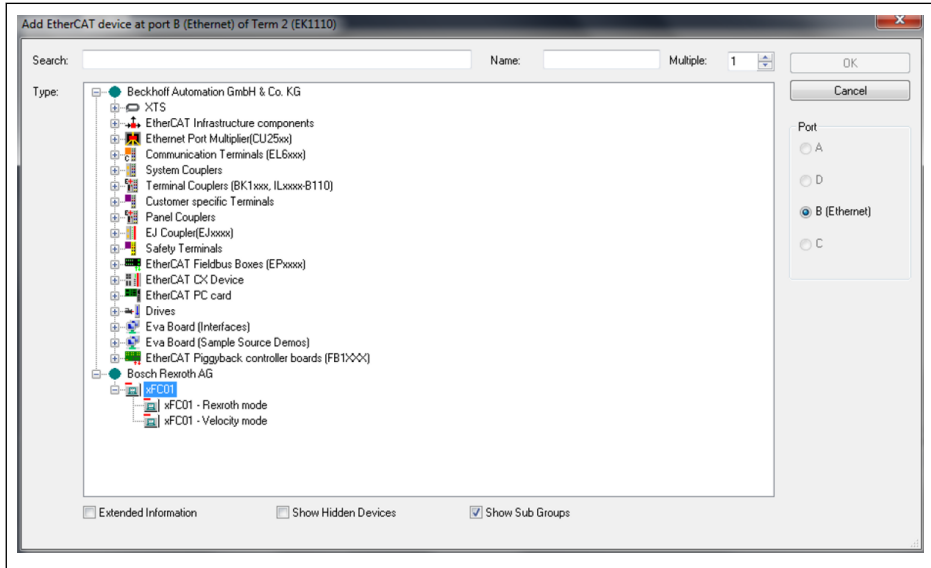 Add EtherCAT device at port B (Ethernet) of Term 2 (EK1110)
Search:
Name:
Multiple:
1
OK
Type:
Beckhoff Automation GmbH & Co. KG
Cancel
XTS
EtherCAT Infrastructure components
Ethernet Port Multiplier(CU25xx)
Communication Terminals (EL6xxx)
System Couplers
Terminal Couplers (BK1xxx, ILxxxx-B110)
Customer specific Terminals
Panel Couplers
EJ Coupler(EJxxxx)
Safety Terminals
EtherCAT Fieldbus Boxes (EPxxxx)
EtherCAT CX Device
EtherCAT PC card
Drives
Eva Board (Interfaces)
Eva Board (Sample Source Demos)
EtherCAT Piggyback controller boards (FB1XXX)
Bosch Rexroth AG
xFC01
xFC01 - Rexroth mode
xFC01 - Velocity mode
Port
A
D
B (Ethernet)
C
Extended Information
Show Hidden Devices
Show Sub Groups